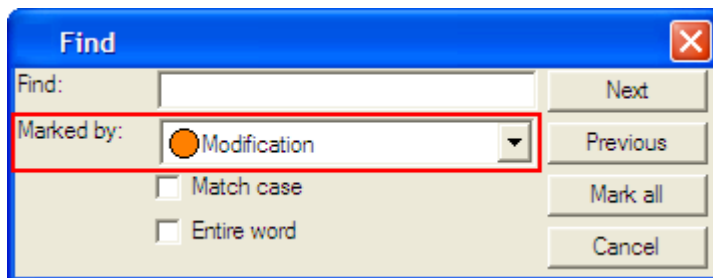 Find
Find:
Next
Marked by:
Modification
Previous
Match case
Mark all
Entire word
Cancel